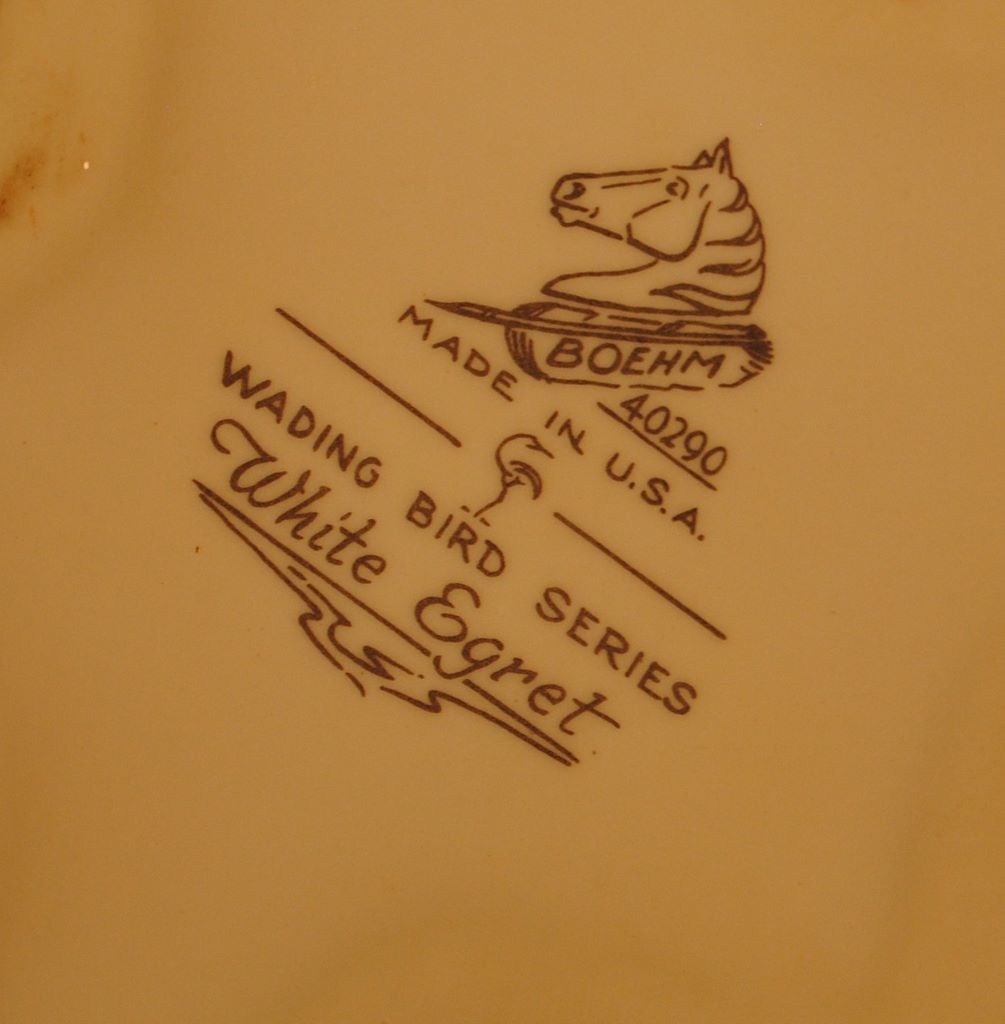 BOEHM
40290
MADE IN U.S.A.
WADING BIRD SERIES
White Egret